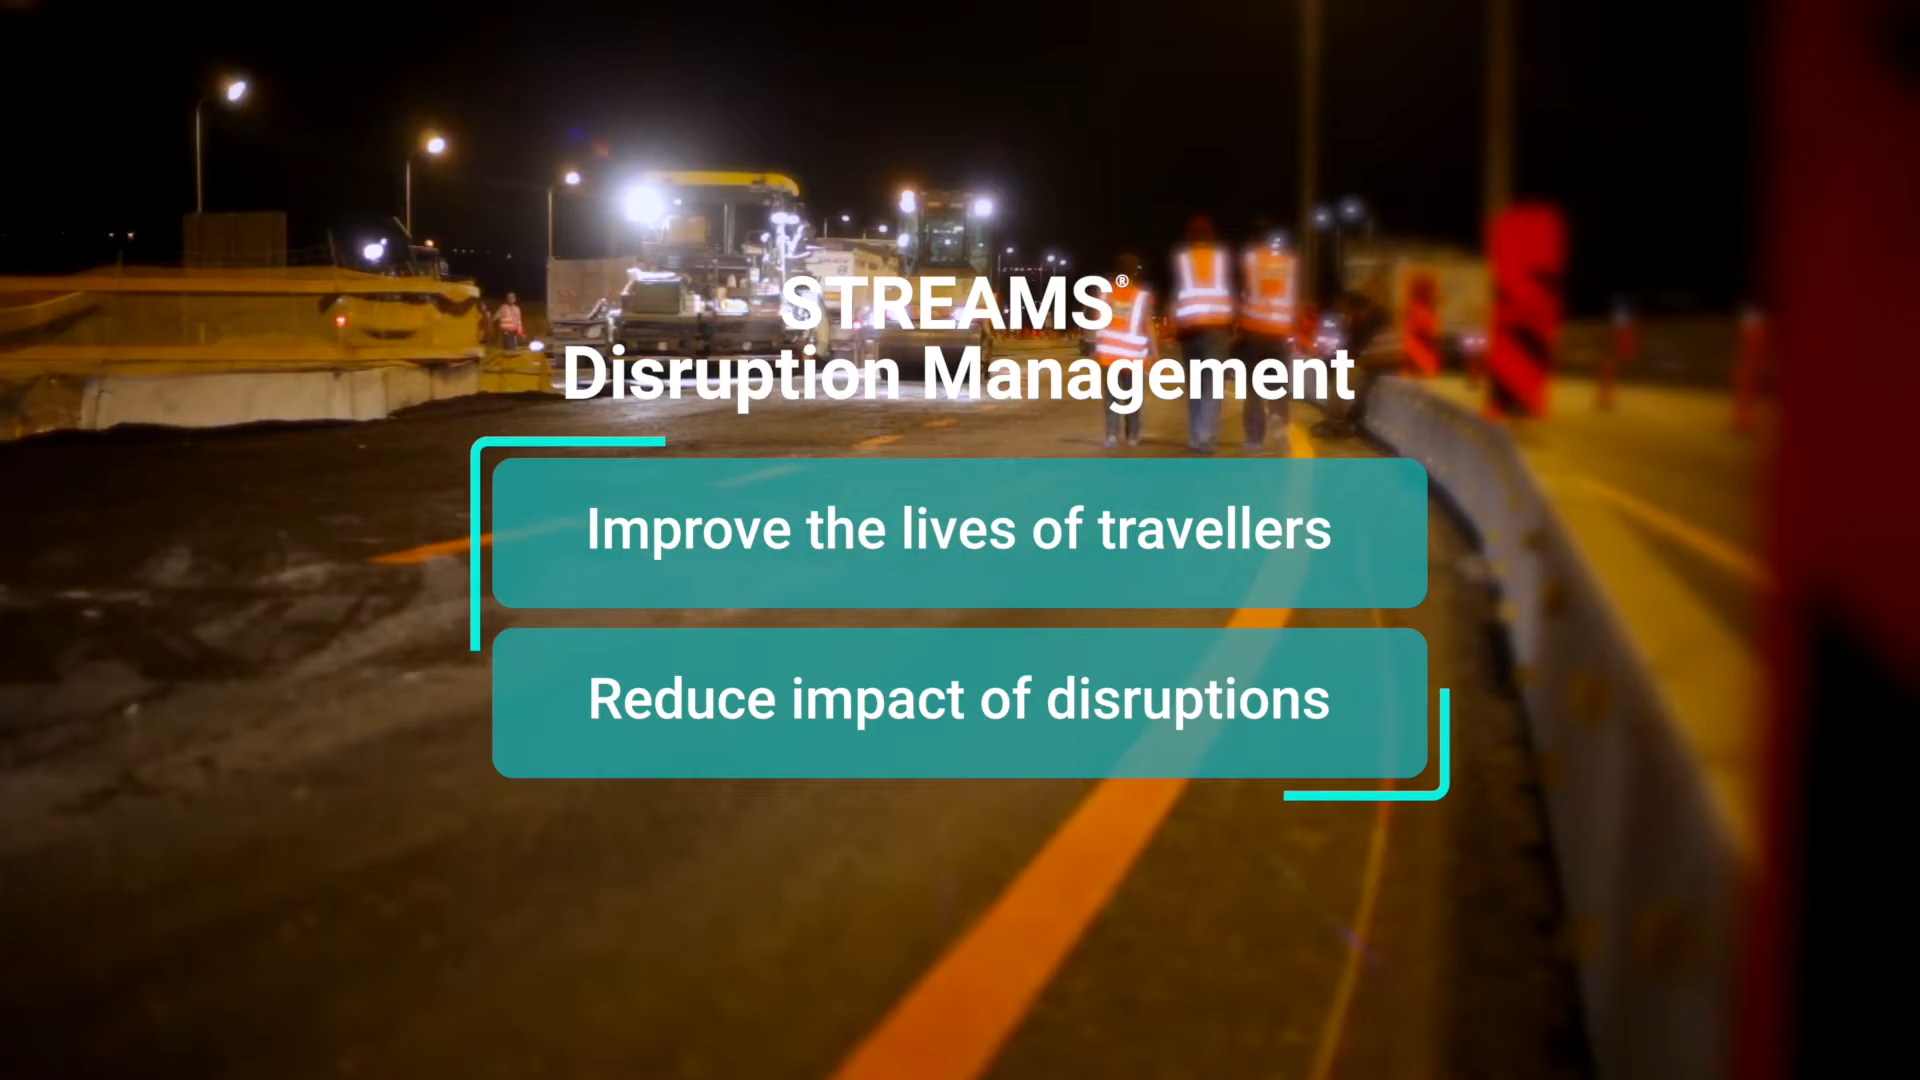 STREAMS®
Disruption Management
Improve the lives of travellers
Reduce impact of disruptions